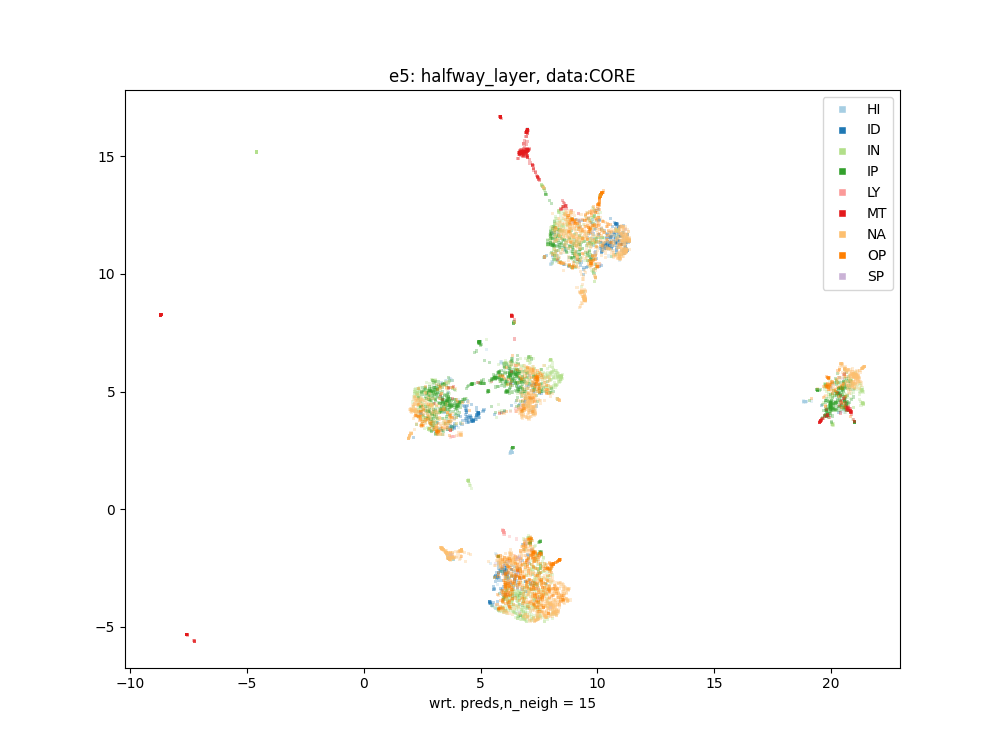 e5: halfway_layer, data:CORE
HI
ID
IN
IP
LY
MT
NA
OP
SP
15
10
5
0
−5
−10
−5
0
5
10
15
20
wrt. preds,n_neigh = 15